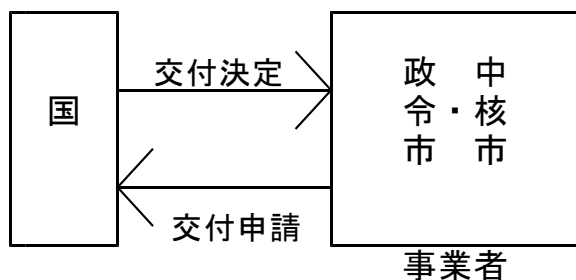 交付決定
国
政令市・中核市
交付申請
事業者